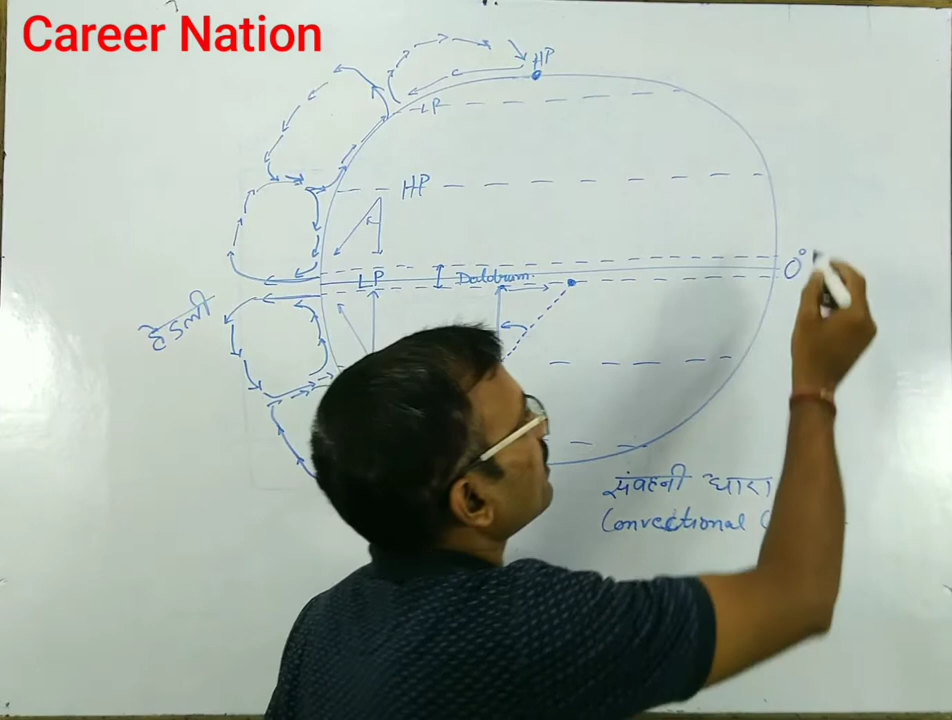 Career Nation
HP
LP
HP
0°
LP Doldrum.
हेडली
संवहनी धारा
Convectional (